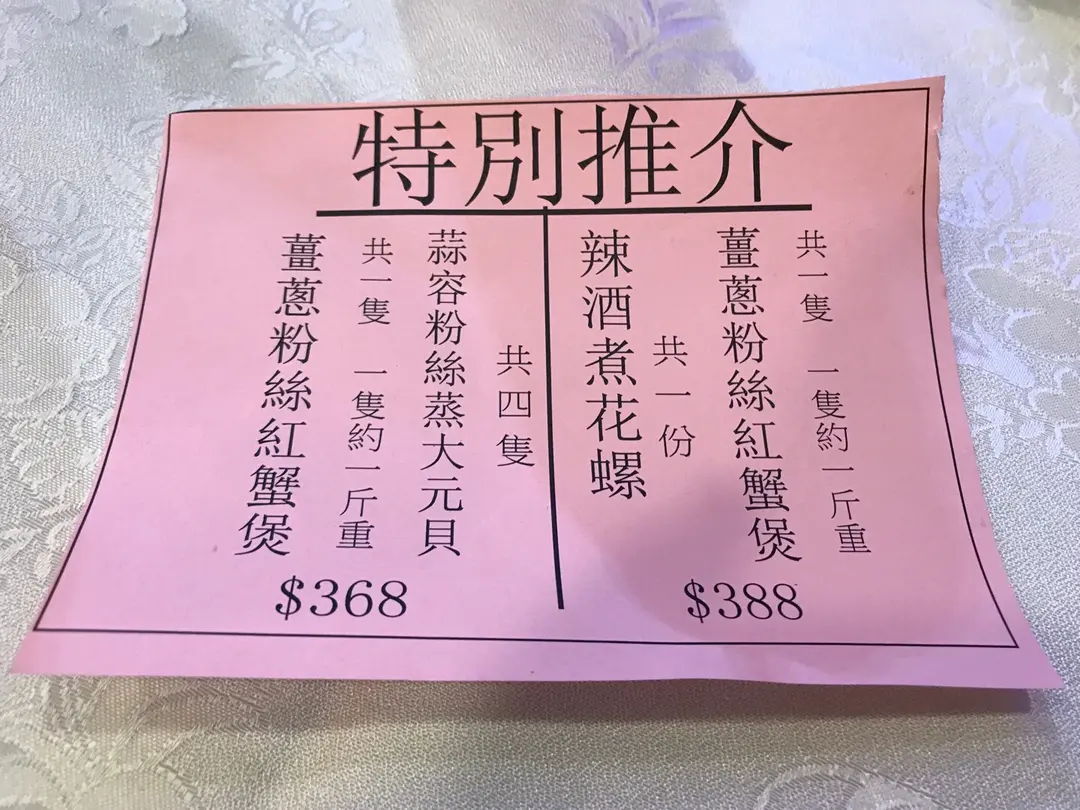 特別推介
共一隻 一隻約一斤重
薑蔥粉絲紅蟹煲
共一份
辣酒煮花螺
$388
共四隻
蒜容粉絲蒸大元貝
共一隻 一隻約一斤重
薑蔥粉絲紅蟹煲
$368